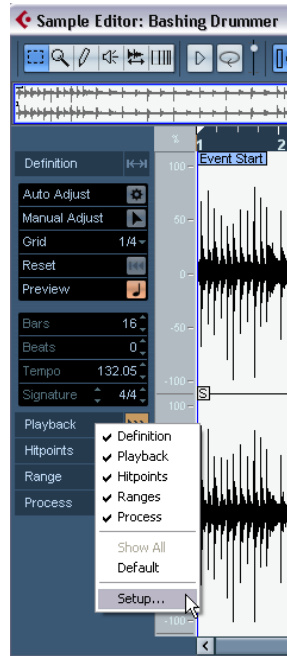 Sample Editor: Bashing Drummer
%
1 2
Definition
100
Event Start
Auto Adjust
Manual Adjust
50
Grid 1/4
Reset
0
Preview
Bars 16
-50
Beats 0
Tempo 132.05
-100
Signature 4/4
S
100
Playback
Hitpoints
Range
Process
✓ Definition
✓ Playback
✓ Hitpoints
✓ Ranges
✓ Process
Show All
Default
Setup...
-100